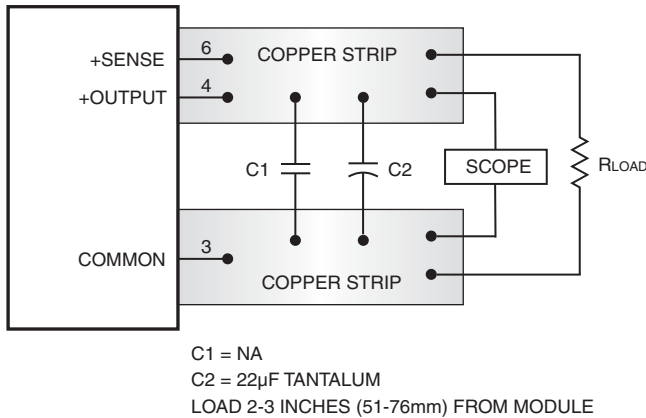 +SENSE 6 COPPER STRIP
+OUTPUT 4
C1 C2 SCOPE RLOAD
COMMON 3
COPPER STRIP
C1 = NA
C2 = 22µF TANTALUM
LOAD 2-3 INCHES (51-76mm) FROM MODULE